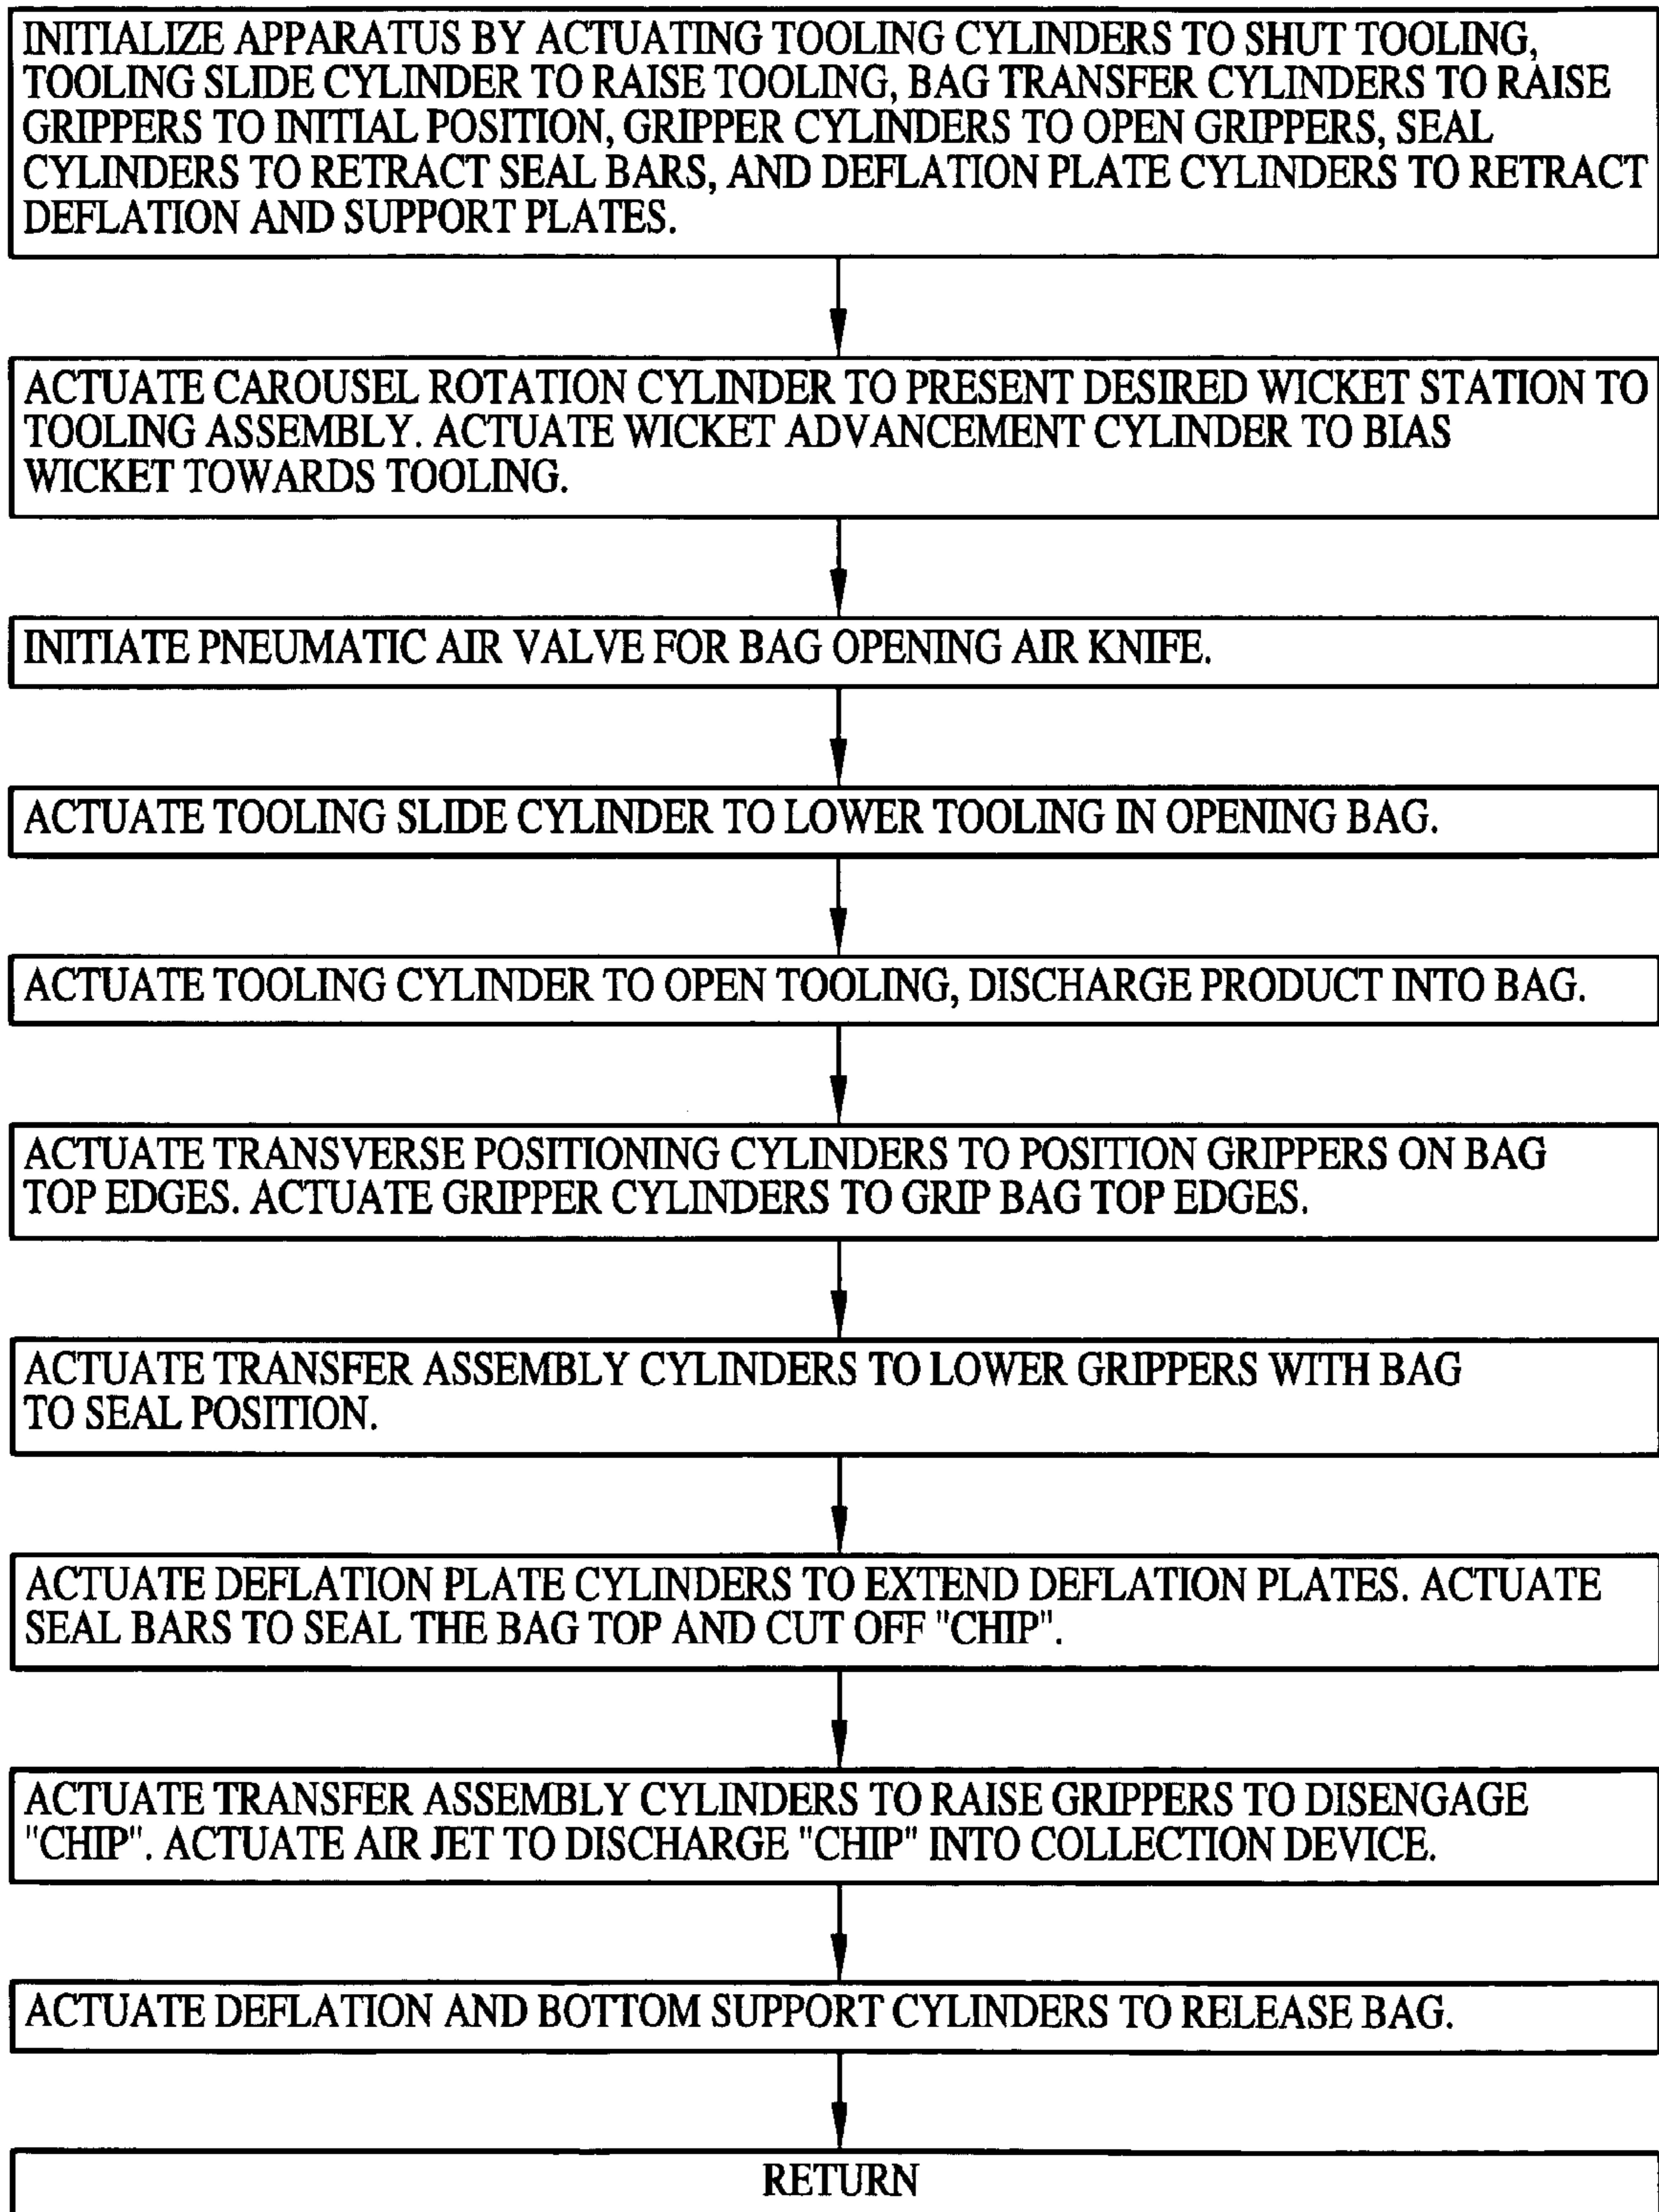 INITIALIZE APPARATUS BY ACTUATING TOOLING CYLINDERS TO SHUT TOOLING,
TOOLING SLIDE CYLINDER TO RAISE TOOLING, BAG TRANSFER CYLINDERS TO RAISE
GRIPPERS TO INITIAL POSITION, GRIPPER CYLINDERS TO OPEN GRIPPERS, SEAL
CYLINDERS TO RETRACT SEAL BARS, AND DEFLATION PLATE CYLINDERS TO RETRACT
DEFLATION AND SUPPORT PLATES.
ACTUATE CAROUSEL ROTATION CYLINDER TO PRESENT DESIRED WICKET STATION TO
TOOLING ASSEMBLY. ACTUATE WICKET ADVANCEMENT CYLINDER TO BIAS
WICKET TOWARDS TOOLING.
INITIATE PNEUMATIC AIR VALVE FOR BAG OPENING AIR KNIFE.
ACTUATE TOOLING SLIDE CYLINDER TO LOWER TOOLING IN OPENING BAG.
ACTUATE TOOLING CYLINDER TO OPEN TOOLING, DISCHARGE PRODUCT INTO BAG.
ACTUATE TRANSVERSE POSITIONING CYLINDERS TO POSITION GRIPPERS ON BAG
TOP EDGES. ACTUATE GRIPPER CYLINDERS TO GRIP BAG TOP EDGES.
ACTUATE TRANSFER ASSEMBLY CYLINDERS TO LOWER GRIPPERS WITH BAG
TO SEAL POSITION.
ACTUATE DEFLATION PLATE CYLINDERS TO EXTEND DEFLATION PLATES. ACTUATE
SEAL BARS TO SEAL THE BAG TOP AND CUT OFF "CHIP".
ACTUATE TRANSFER ASSEMBLY CYLINDERS TO RAISE GRIPPERS TO DISENGAGE
"CHIP". ACTUATE AIR JET TO DISCHARGE "CHIP" INTO COLLECTION DEVICE.
ACTUATE DEFLATION AND BOTTOM SUPPORT CYLINDERS TO RELEASE BAG.
RETURN